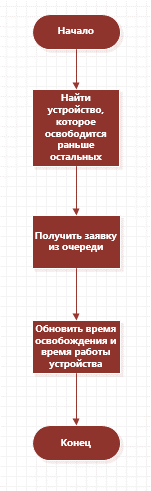 Начало
Найти
устройство,
которое
освободится
раньше
остальных
Получить заявку
из очереди
Обновить время
освобождения и
время работы
устройства
Конец